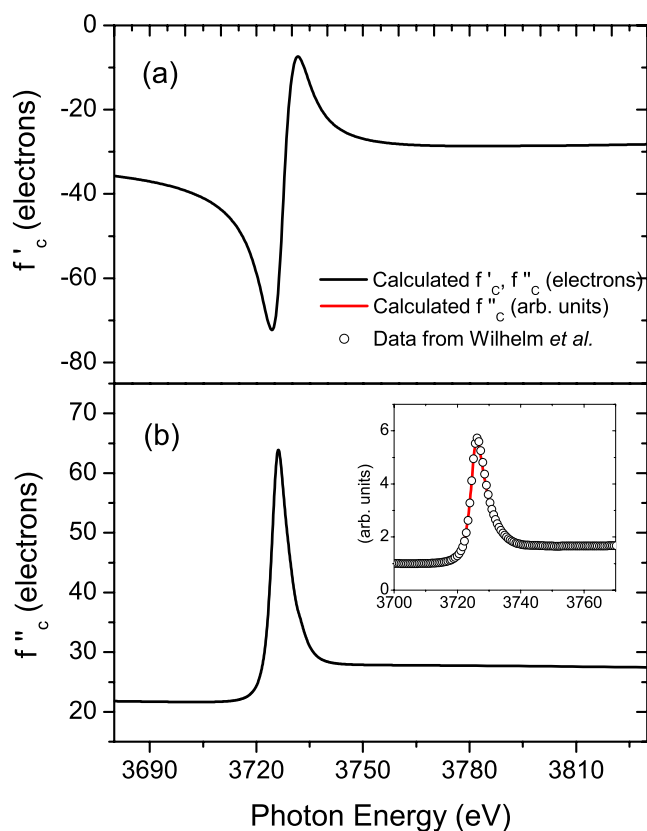 0
-20
-40
-60
-80
f'c (electrons)
(a)
Calculated f'C, f"C (electrons)
Calculated f"C (arb. units)
Data from Wilhelm et al.
70
60
50
40
30
20
f"c (electrons)
(b)
6
4
2
0
(arb. units)
3700 3720 3740 3760
3690 3720 3750 3780 3810
Photon Energy (eV)